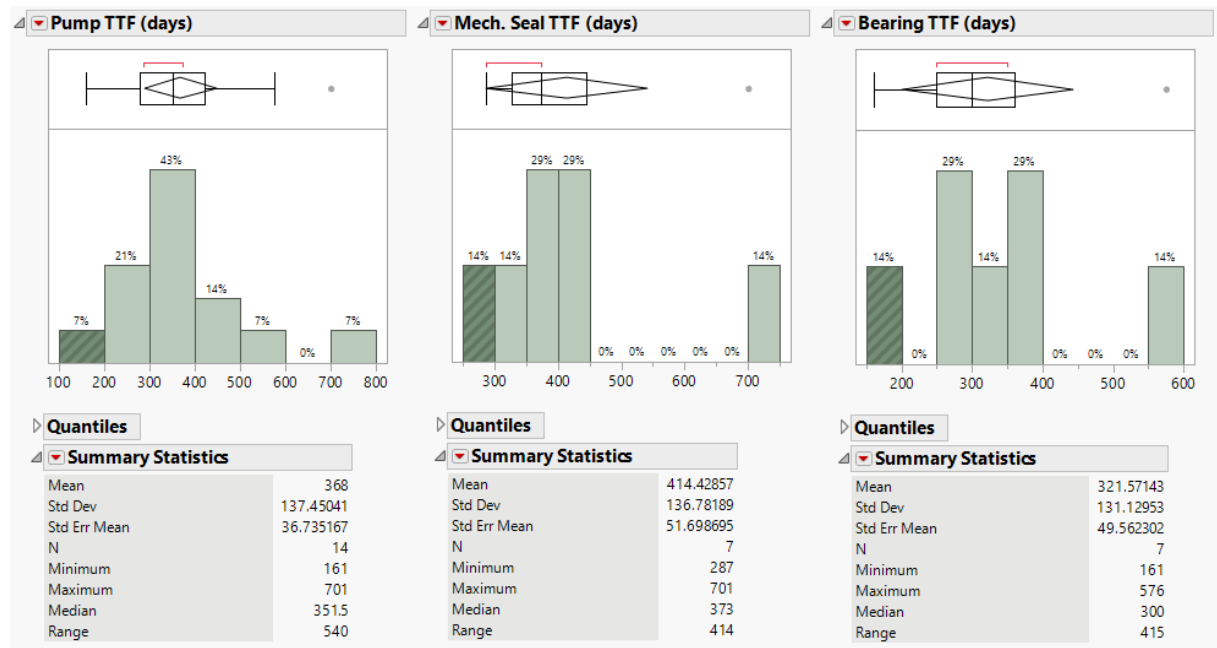 Pump TTF (days)
43%
21%
14%
7%
7%
0%
7%
100 200 300 400 500 600 700 800
Quantiles
Summary Statistics
Mean 368
Std Dev 137.45041
Std Err Mean 36.735167
N 14
Minimum 161
Maximum 701
Median 351.5
Range 540
Mech. Seal TTF (days)
29% 29%
14% 14% 14%
0% 0% 0% 0% 0%
300 400 500 600 700
Quantiles
Summary Statistics
Mean 414.42857
Std Dev 136.78189
Std Err Mean 51.698695
N 7
Minimum 287
Maximum 701
Median 373
Range 414
Bearing TTF (days)
29% 29%
14% 14% 14%
0% 0% 0% 0%
200 300 400 500 600
Quantiles
Summary Statistics
Mean 321.57143
Std Dev 131.12953
Std Err Mean 49.562302
N 7
Minimum 161
Maximum 576
Median 300
Range 415